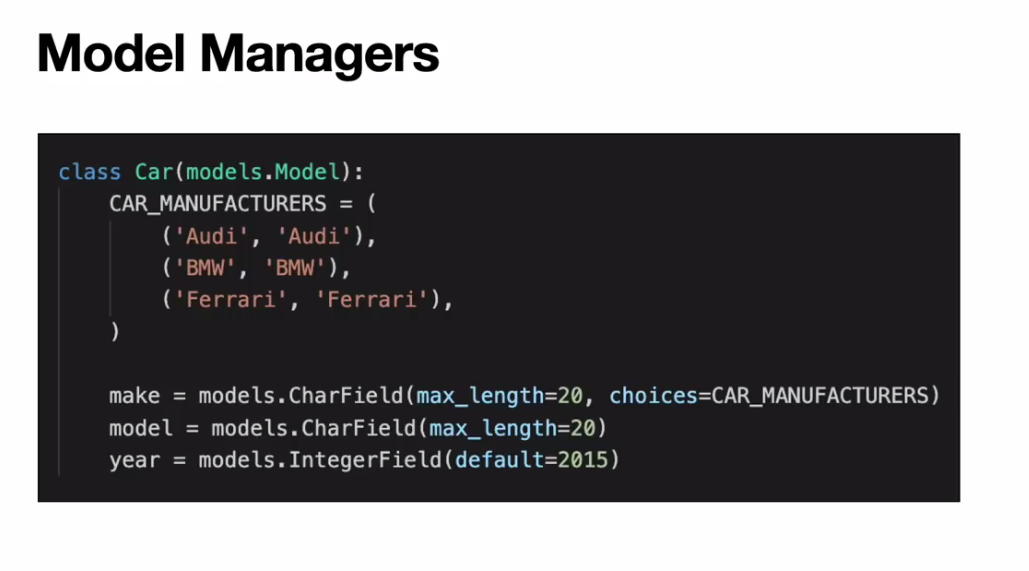 Model Managers
class Car(models.Model):
    CAR_MANUFACTURERS = (
        ('Audi', 'Audi'),
        ('BMW', 'BMW'),
        ('Ferrari', 'Ferrari'),
    )
    make = models.CharField(max_length=20, choices=CAR_MANUFACTURERS)
    model = models.CharField(max_length=20)
    year = models.IntegerField(default=2015)